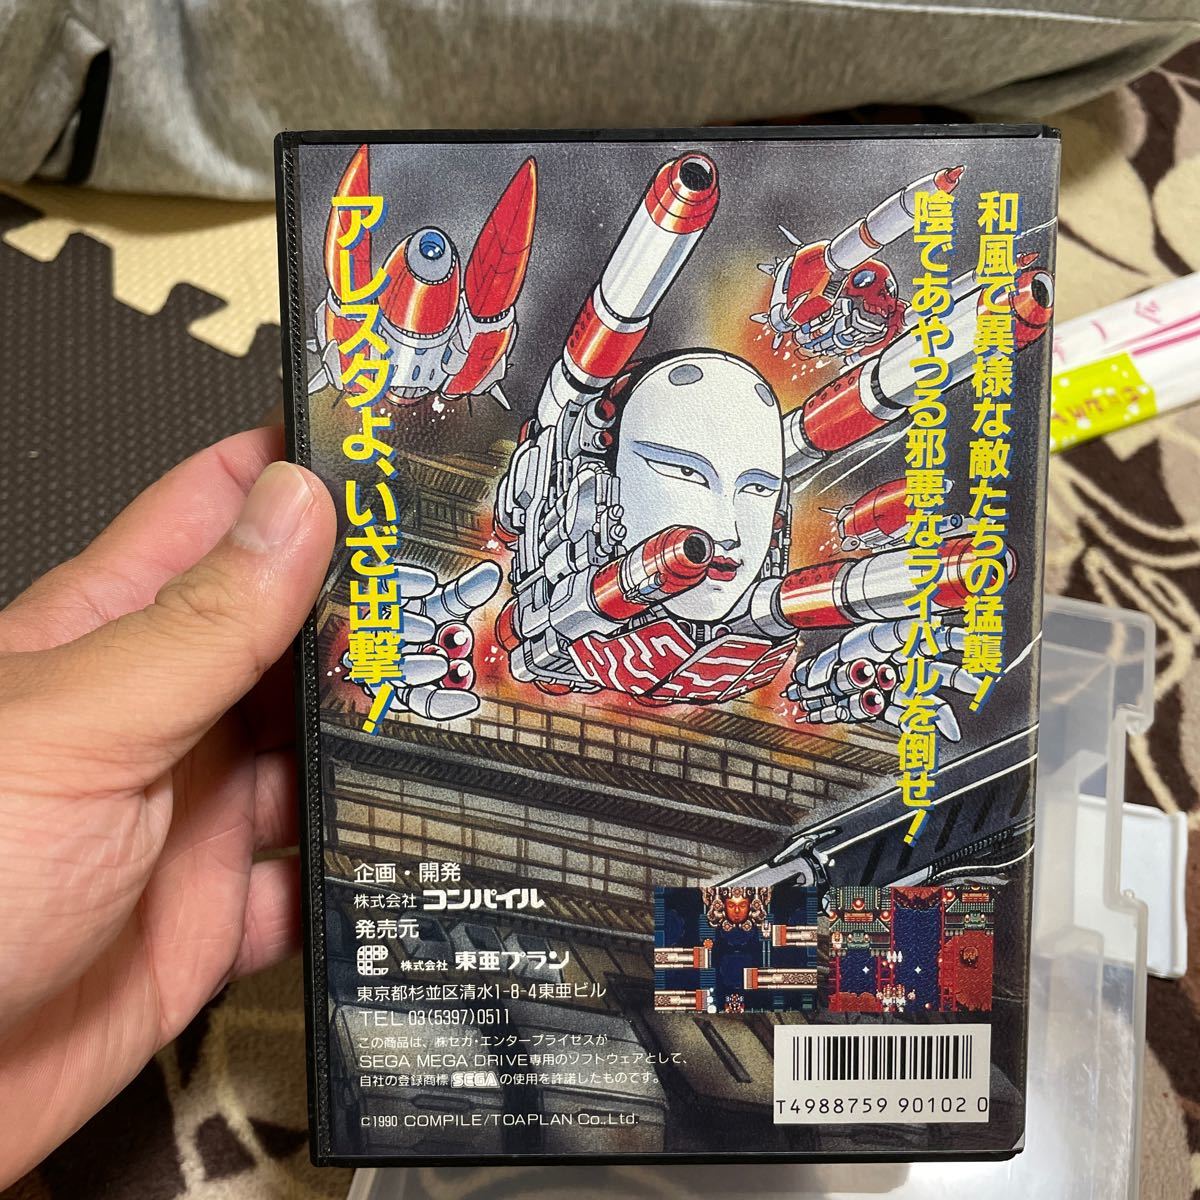 和風で異様な敵たちの猛襲!
陰であやつる邪悪なライバルを倒せ!
アレスタよ、いざ出撃!
企画・開発
株式会社 コンパイル
発売元
株式会社 東亜プラン
東京都杉並区清水1-8-4東亜ビル
TEL 03(5397)0511
この商品は、㈱セガ・エンタープライゼスが
SEGA MEGA DRIVE専用のソフトウェアとして、
自社の登録商標 SEGA の使用を許諾したものです。
©1990 COMPILE/TOAPLAN Co.,Ltd.
T4988759 90102 0